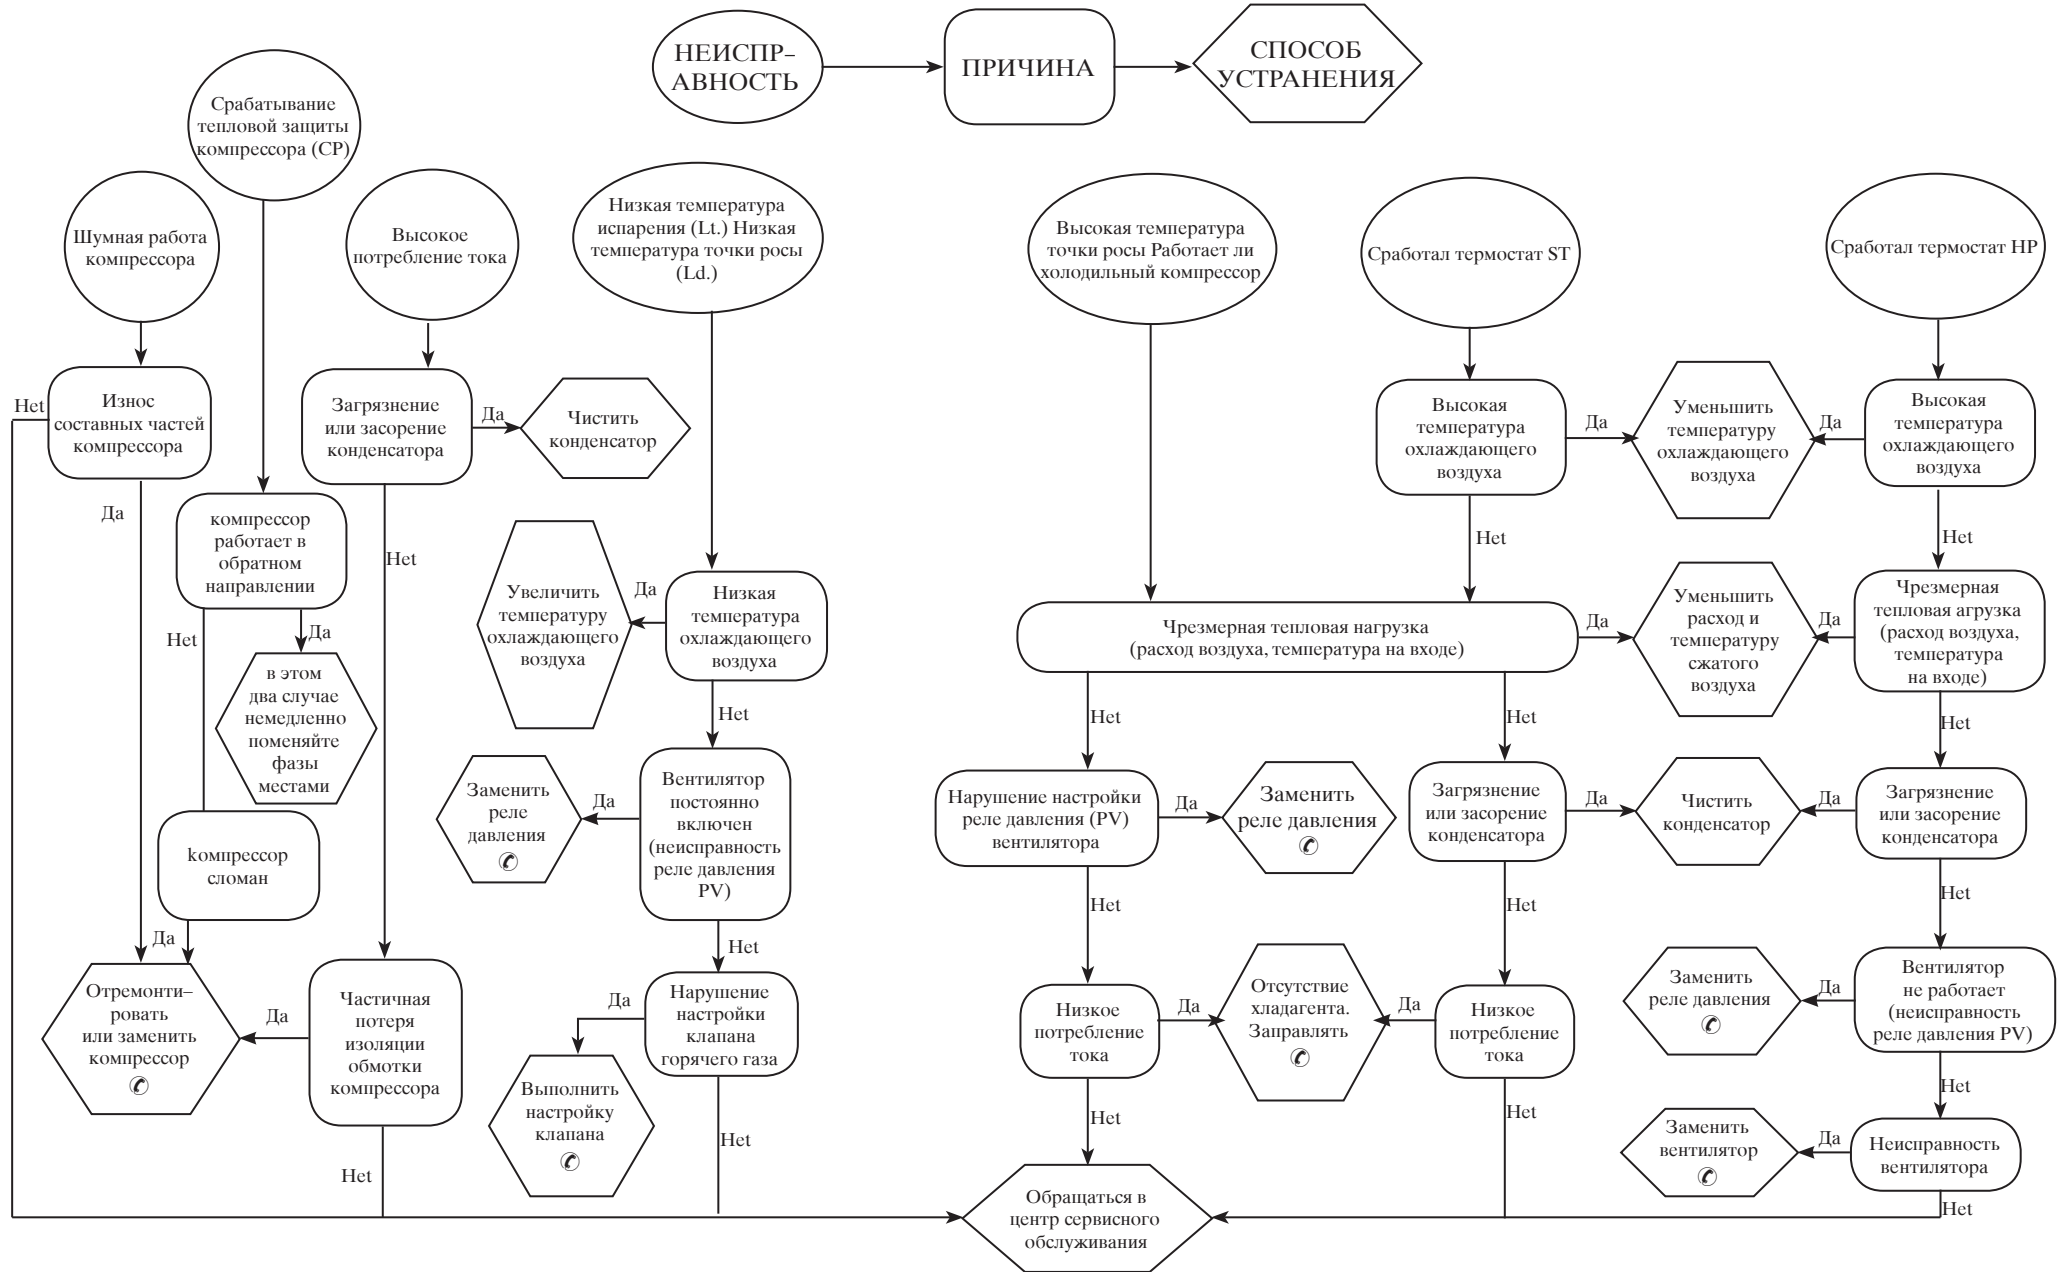 НЕИСПР-
АВНОСТЬ
ПРИЧИНА
СПОСОБ
УСТРАНЕНИЯ
Срабатывание
тепловой защиты
компрессора (СР)
Шумная работа
компрессора
Высокое
потребление тока
Низкая температура
испарения (Lt.) Низкая
температура точки росы
(Ld.)
Высокая температура
точки росы Работает ли
холодильный компрессор
Сработал термостат ST
Сработал термостат HP
Нет
Износ
составных частей
компрессора
Да
Загрязнение
или засорение
конденсатора
Да
Чистить
конденсатор
Нет
компрессор
работает в
обратном
направлении
Нет
Да
в этом
два случае
немедленно
поменяйте
фазы
местами
kомпрессор
сломан
Да
Отремонти–
ровать
или заменить
компрессор
✆
Да
Частичная
потеря
изоляции
обмотки
компрессора
Нет
Увеличить
температуру
охлаждающего
воздуха
Да
Низкая
температура
охлаждающего
воздуха
Нет
Заменить
реле
давления
✆
Да
Вентилятор
постоянно
включен
(неисправность
реле давления
PV)
Нет
Да
Нарушение
настройки
клапана
горячего газа
Выполнить
настройку
клапана
✆
Нет
Высокая
температура
охлаждающего
воздуха
Да
Уменьшить
температуру
охлаждающего
воздуха
Да
Высокая
температура
охлаждающего
воздуха
Нет
Нет
Чрезмерная тепловая нагрузка
(расход воздуха, температура на входе)
Да
Уменьшить
расход и
температуру
сжатого
воздуха
Да
Чрезмерная
тепловая агрузка
(расход воздуха,
температура
на входе)
Нет
Нет
Нет
Нарушение настройки
реле давления (PV)
вентилятора
Да
Заменить
реле давления
✆
Загрязнение
или засорение
конденсатора
Да
Чистить
конденсатор
Да
Загрязнение
или засорение
конденсатора
Нет
Нет
Нет
Низкое
потребление
тока
Да
Отсутствие
хладагента.
Заправлять
✆
Да
Низкое
потребление
тока
Заменить
реле давления
✆
Да
Вентилятор
не работает
(неисправность
реле давления PV)
Нет
Нет
Нет
Заменить
вентилятор
✆
Да
Неисправность
вентилятора
Нет
Обращаться в
центр сервисного
обслуживания